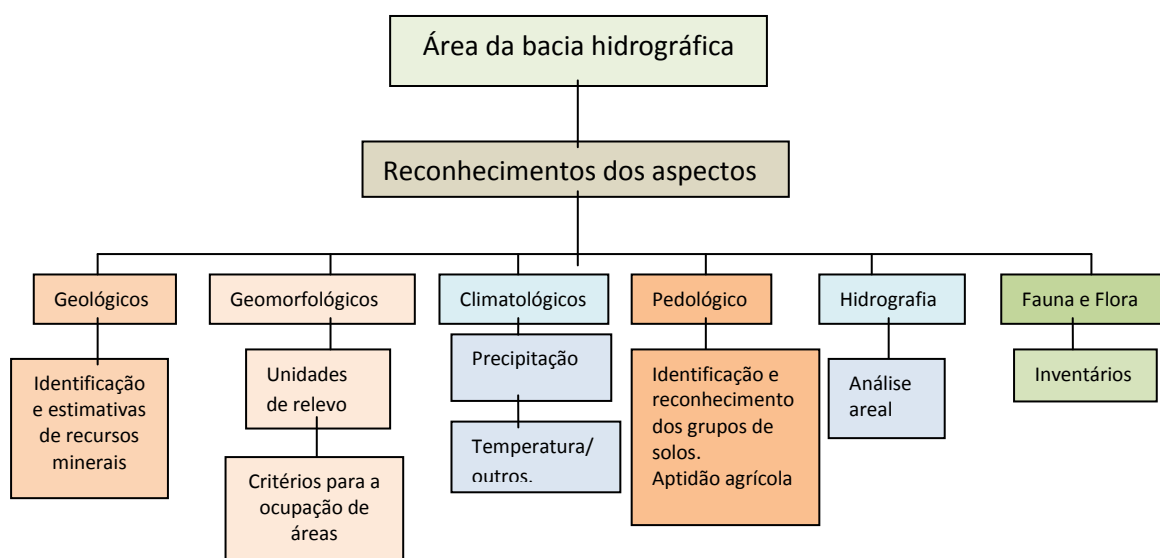 Área da bacia hidrográfica
Reconhecimentos dos aspectos
Geológicos
Geomorfológicos
Climatológicos
Pedológico
Hidrografia
Fauna e Flora
Identificação
e estimativas
de recursos
minerais
Unidades
de relevo
Critérios para a
ocupação de
áreas
Precipitação
Temperatura/
outros.
Identificação e
reconhecimento
dos grupos de
solos.
Aptidão agrícola
Análise
areal
Inventários